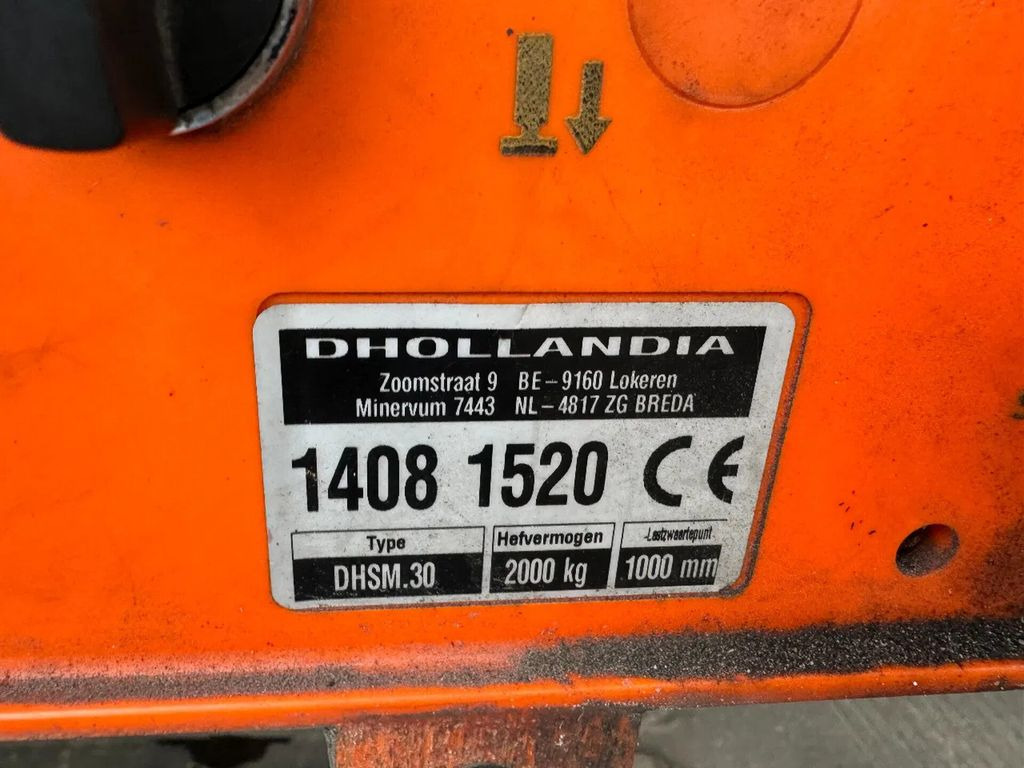 DHOLLANDIA
Zoomstraat 9 BE – 9160 Lokeren
Minervum 7443 NL – 4817 ZG BREDA
1408 1520 CE
Type Hefvermogen Lastzwaartepunt
DHSM.30 2000 kg 1000 mm